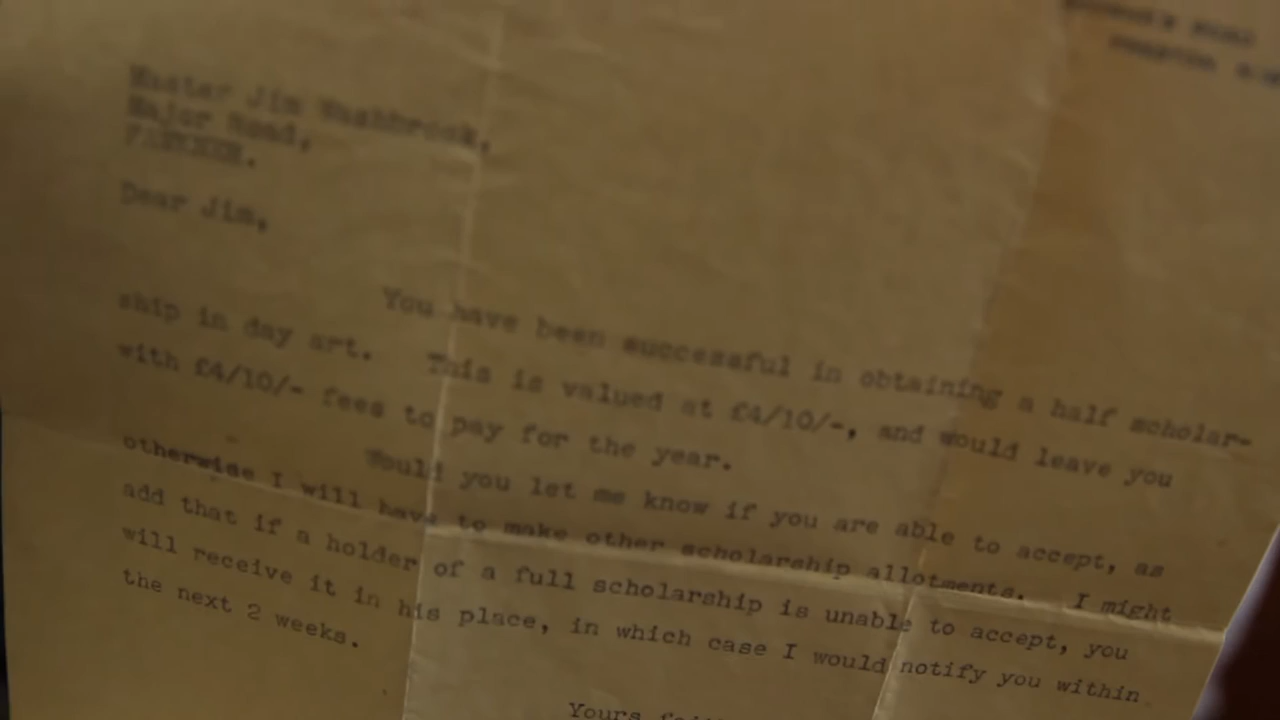 Master Jim Washbrook,
Major Road,
Dear Jim,
You have been successful in obtaining a half scholar-
ship in day art. This is valued at £4/10/-, and would leave you
with £4/10/- fees to pay for the year.
Would you let me know if you are able to accept, as
otherwise I will have to make other scholarship allotments. I might
add that if a holder of a full scholarship is unable to accept, you
will receive it in his place, in which case I would notify you within
the next 2 weeks.
Yours